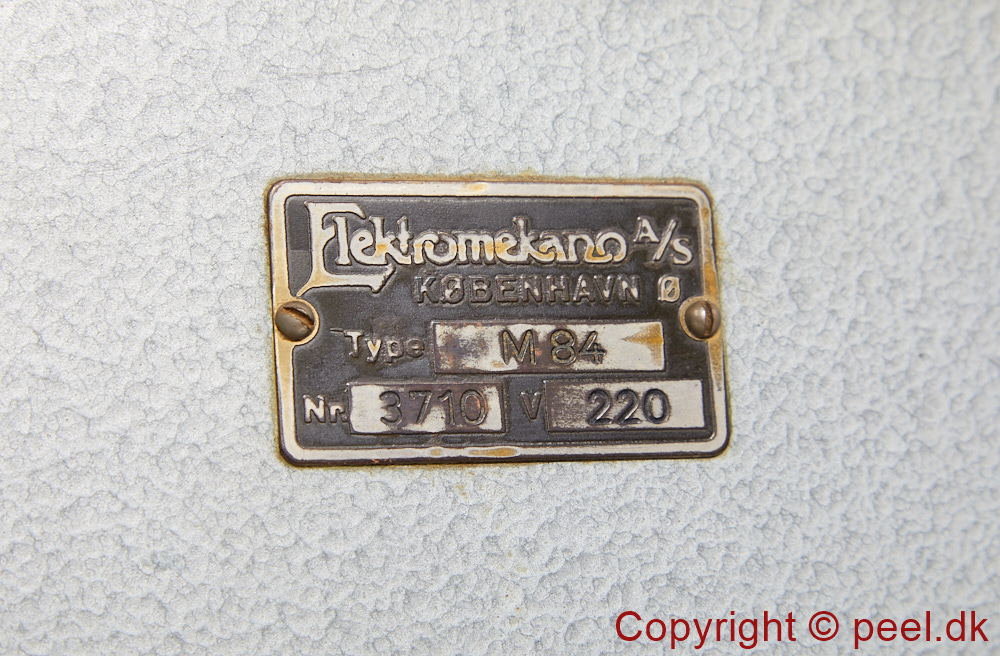 Elektromekano A/S
KØBENHAVN Ø
Type M 84
Nr. 3710 V 220
Copyright © peel.dk